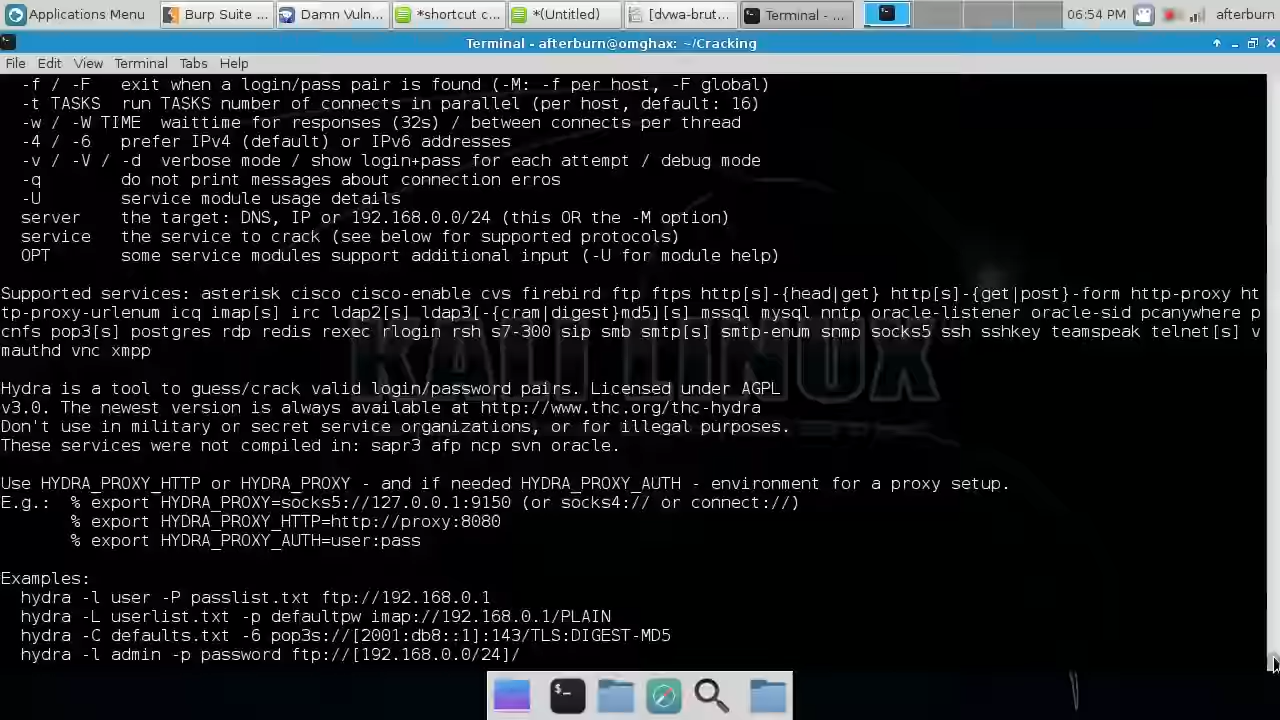 Applications Menu
Burp Suite ...
Damn Vuln...
*shortcut c...
*(Untitled)
[dvwa-brut...
Terminal - ...
06:54 PM
afterburn
Terminal - afterburn@omghax: ~/Cracking
File Edit View Terminal Tabs Help
-f / -F   exit when a login/pass pair is found (-M: -f per host, -F global)
-t TASKS  run TASKS number of connects in parallel (per host, default: 16)
-w / -W TIME  waittime for responses (32s) / between connects per thread
-4 / -6   prefer IPv4 (default) or IPv6 addresses
-v / -V / -d  verbose mode / show login+pass for each attempt / debug mode
-q        do not print messages about connection erros
-U        service module usage details
server    the target: DNS, IP or 192.168.0.0/24 (this OR the -M option)
service   the service to crack (see below for supported protocols)
OPT       some service modules support additional input (-U for module help)
Supported services: asterisk cisco cisco-enable cvs firebird ftp ftps http[s]-{head|get} http[s]-{get|post}-form http-proxy ht
tp-proxy-urlenum icq imap[s] irc ldap2[s] ldap3[-{cram|digest}md5][s] mssql mysql nntp oracle-listener oracle-sid pcanywhere p
cnfs pop3[s] postgres rdp redis rexec rlogin rsh s7-300 sip smb smtp[s] smtp-enum snmp socks5 ssh sshkey teamspeak telnet[s] v
mauthd vnc xmpp
KALI LINUX
Hydra is a tool to guess/crack valid login/password pairs. Licensed under AGPL
v3.0. The newest version is always available at http://www.thc.org/thc-hydra
Don't use in military or secret service organizations, or for illegal purposes.
These services were not compiled in: sapr3 afp ncp svn oracle.
Use HYDRA_PROXY_HTTP or HYDRA_PROXY - and if needed HYDRA_PROXY_AUTH - environment for a proxy setup.
E.g.:  % export HYDRA_PROXY=socks5://127.0.0.1:9150 (or socks4:// or connect://)
% export HYDRA_PROXY_HTTP=http://proxy:8080
% export HYDRA_PROXY_AUTH=user:pass
Examples:
hydra -l user -P passlist.txt ftp://192.168.0.1
hydra -L userlist.txt -p defaultpw imap://192.168.0.1/PLAIN
hydra -C defaults.txt -6 pop3s://[2001:db8::1]:143/TLS:DIGEST-MD5
hydra -l admin -p password ftp://[192.168.0.0/24]/